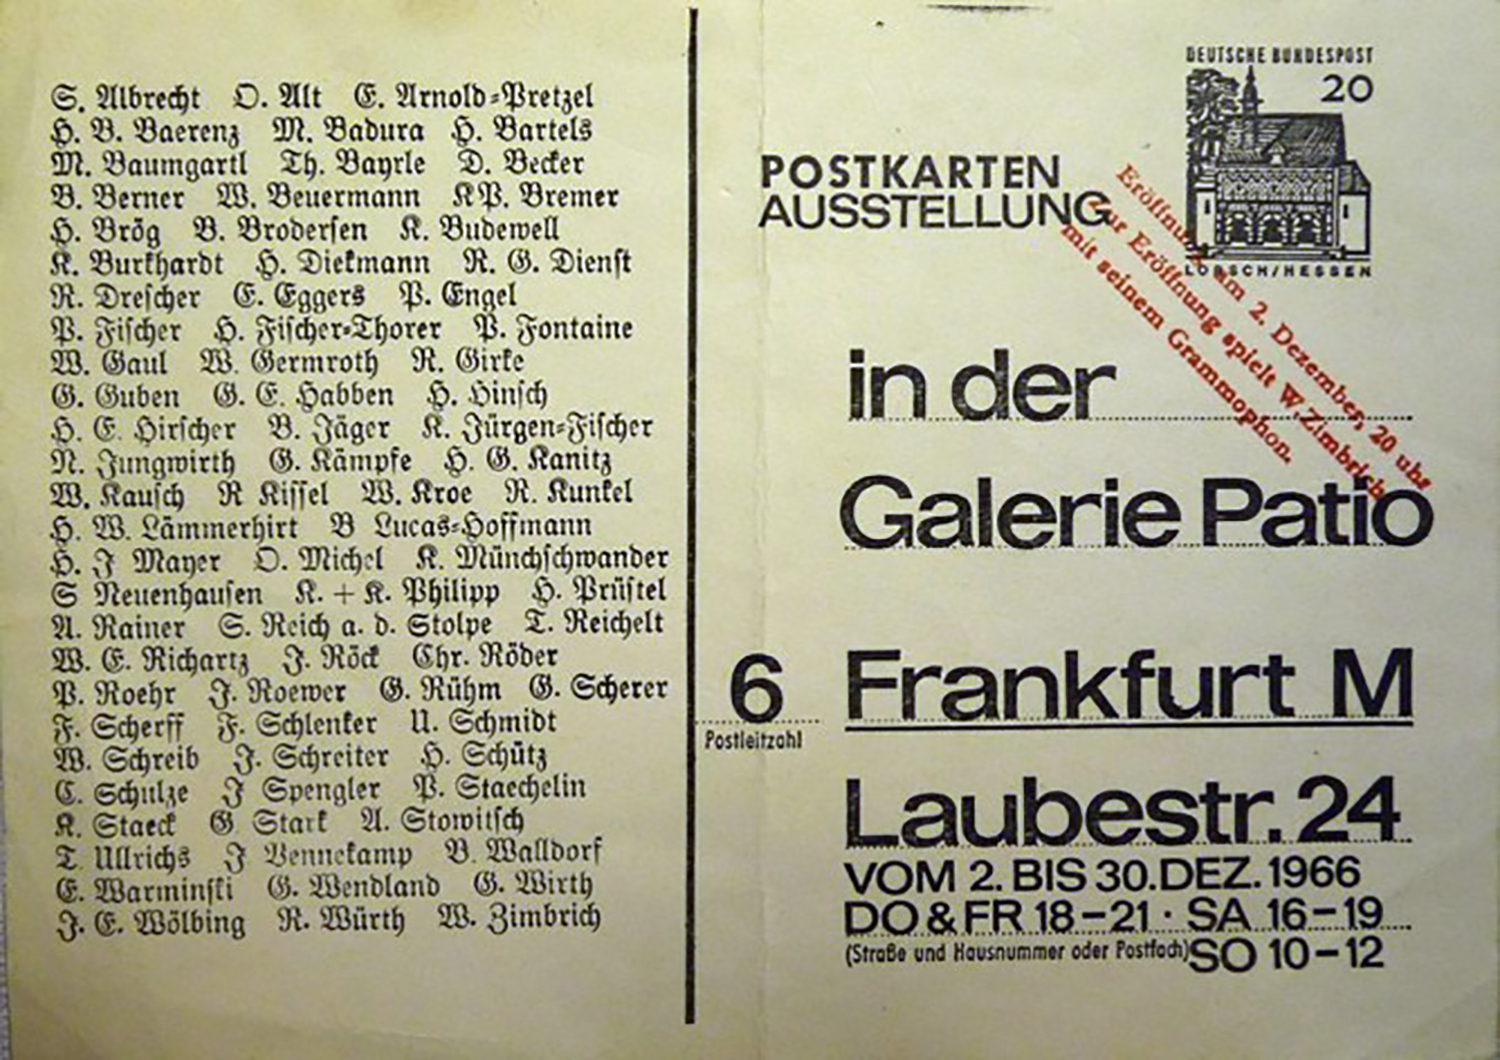 S. Albrecht O. Alt E. Arnold-Pretzel
H. B. Baerenz M. Badura H. Bartels
M. Baumgartl Th. Bayrle D. Becker
B. Berner W. Beuermann KP. Bremer
H. Brög B. Brodersen K. Budewell
K. Burkhardt H. Diekmann R. G. Dienst
R. Drescher E. Eggers P. Engel
P. Fischer H. Fischer-Thorer P. Fontaine
W. Gaul W. Germroth R. Girke
G. Guben G. E. Habben H. Hinsch
H. E. Hirscher B. Jäger K. Jürgen-Fischer
N. Jungwirth G. Kämpfe H. G. Kanitz
W. Kausch R Kissel W. Kroe R. Kunkel
H. W. Lämmerhirt B Lucas-Hoffmann
H. J Mayer O. Michel K. Münchschwander
S Neuenhausen K. + K. Philipp H. Prüstel
A. Rainer S. Reich a. d. Stolpe T. Reichelt
W. E. Richartz J. Röck Chr. Röder
P. Roehr J. Roewer G. Rühm G. Scherer
F. Scherff F. Schlenker U. Schmidt
W. Schreib J. Schreiter H. Schütz
C. Schulze J Spengler P. Staechelin
K. Staeck G Stark A. Stowitsch
T. Ullrichs J Vennekamp B. Walldorf
E. Warminski G. Wendland G. Wirth
J. E. Wölbing R. Würth W. Zimbrich
DEUTSCHE BUNDESPOST
20
LORSCH/HESSEN
POSTKARTEN
AUSSTELLUNG
Eröffnung am 2. Dezember, 20 uhr
Zur Eröffnung spielt W. Zimbrich
mit seinem Grammophon.
in der
Galerie Patio
6 Frankfurt M
Postleitzahl
Laubestr. 24
VOM 2. BIS 30. DEZ. 1966
DO & FR 18–21 · SA 16–19
(Straße und Hausnummer oder Postfach) SO 10–12